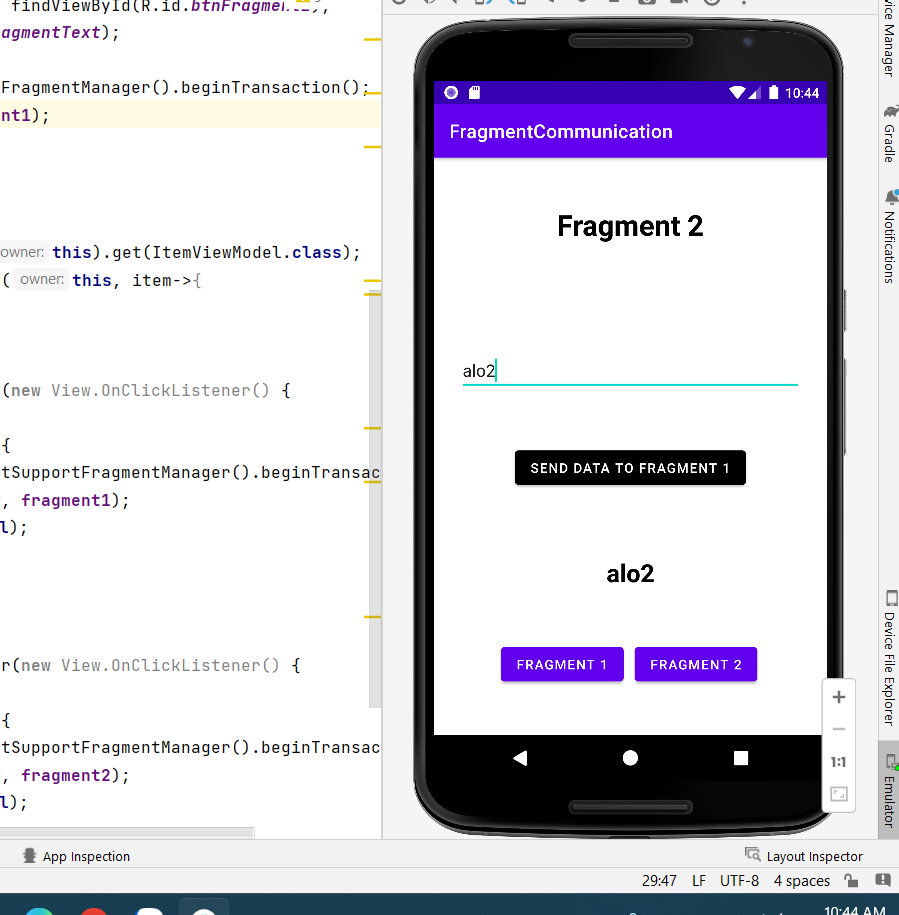 findViewById(R.id.btnFragment2);
agmentText);
FragmentManager().beginTransaction();
nt1);
owner: this).get(ItemViewModel.class);
( owner: this, item->{
(new View.OnClickListener() {
{
tSupportFragmentManager().beginTransac
, fragment1);
l);
r(new View.OnClickListener() {
{
tSupportFragmentManager().beginTransac
, fragment2);
l);
10:44
FragmentCommunication
Fragment 2
alo2
SEND DATA TO FRAGMENT 1
alo2
FRAGMENT 1
FRAGMENT 2
1:1
vice Manager
Gradle
Notifications
Device File Explorer
Emulator
App Inspection
Layout Inspector
29:47 LF UTF-8 4 spaces
10:44 AM